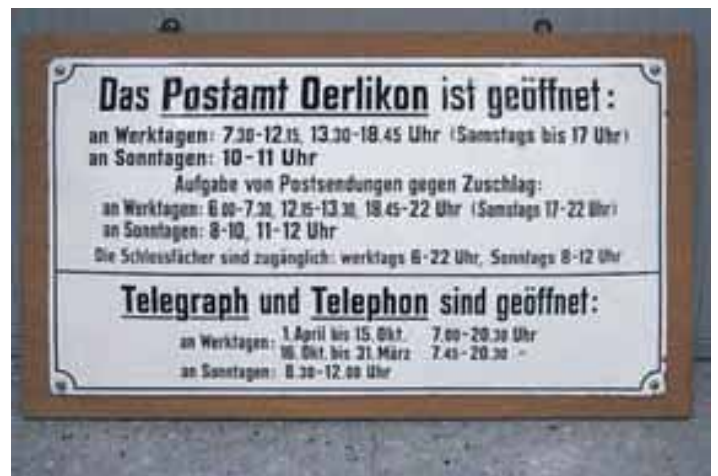 Das Postamt Oerlikon ist geöffnet:
an Werktagen: 7.30-12.15, 13.30-18.45 Uhr (Samstags bis 17 Uhr)
an Sonntagen: 10-11 Uhr
Aufgabe von Postsendungen gegen Zuschlag:
an Werktagen: 6.00-7.30, 12.15-13.30, 18.45-22 Uhr (Samstags 17-22 Uhr)
an Sonntagen: 8-10, 11-12 Uhr
Die Schlossfächer sind zugänglich: werktags 6-22 Uhr, Sonntags 8-12 Uhr
Telegraph und Telephon sind geöffnet:
an Werktagen: 1. April bis 15. Okt. 7.00-20.30 Uhr
16. Okt. bis 31. März 7.45-20.30 -
an Sonntagen: 8.30-12.00 Uhr